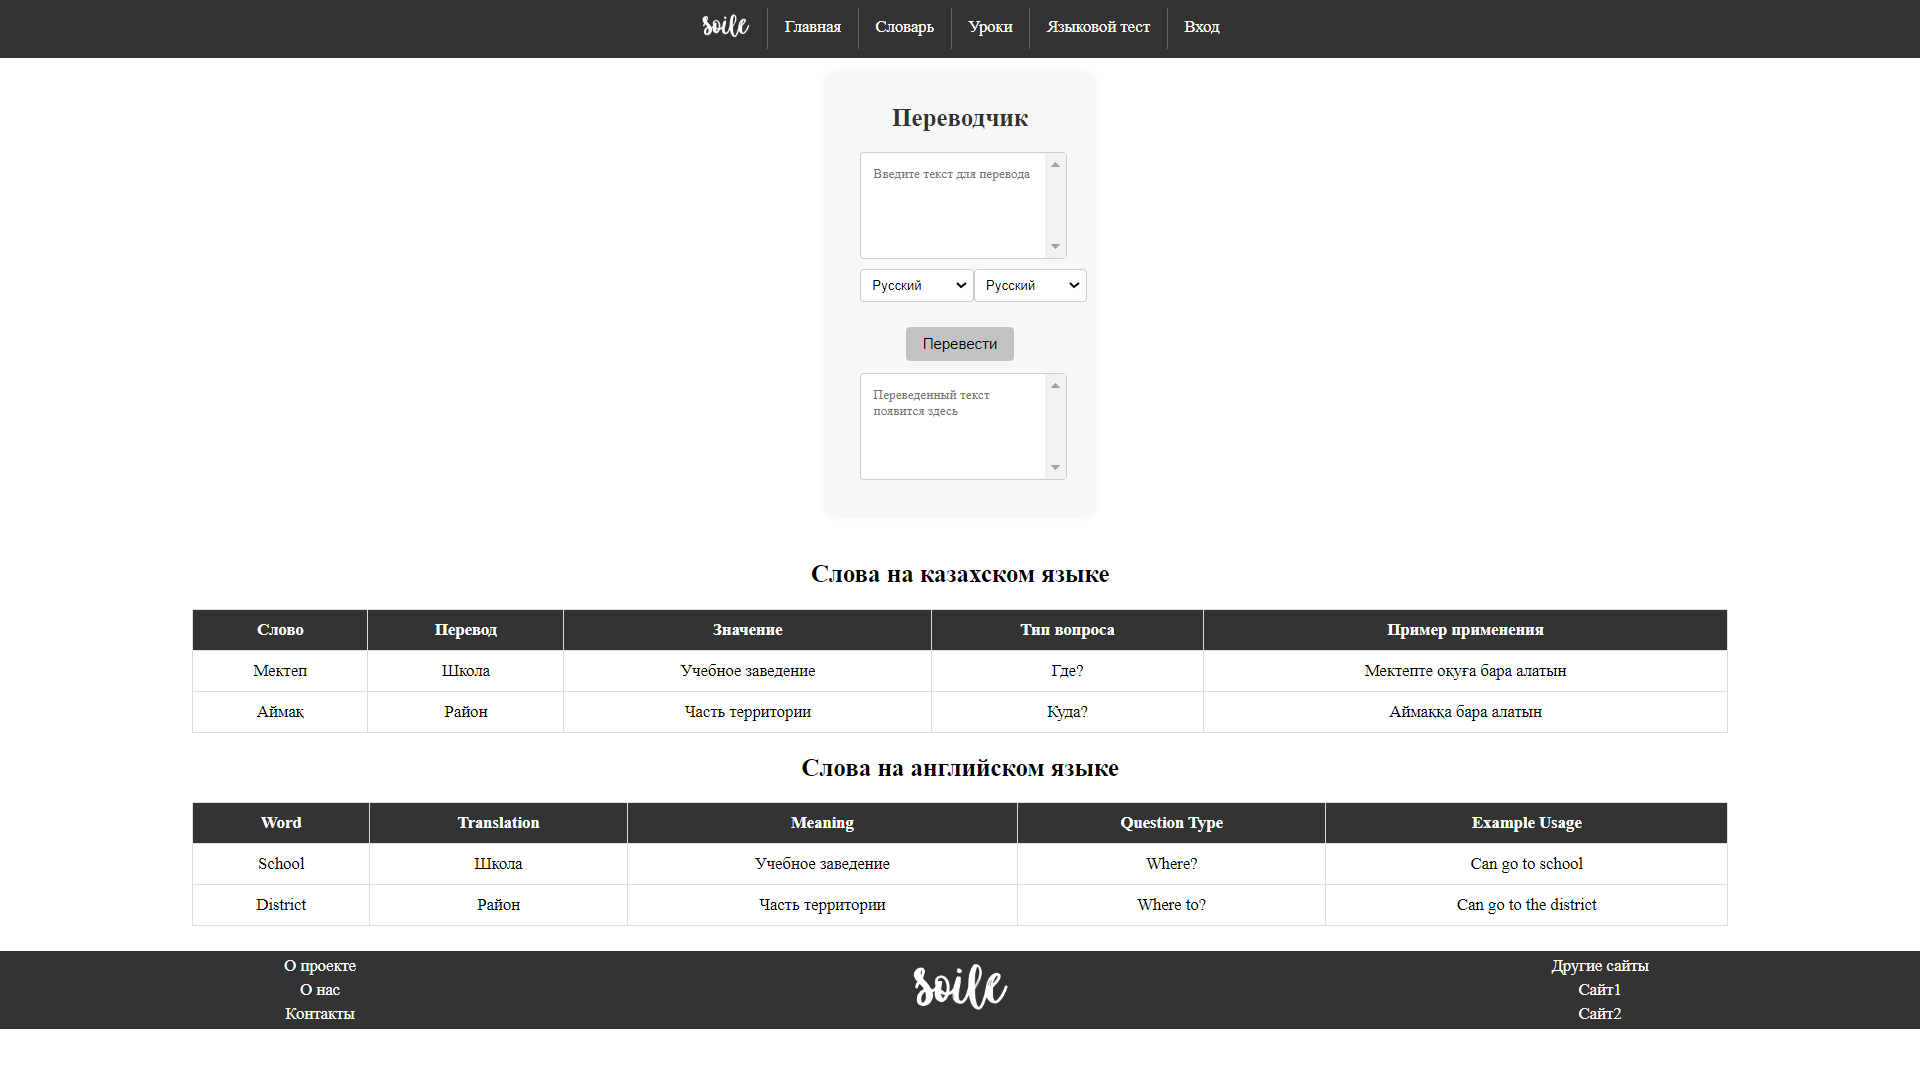 soile Главная Словарь Уроки Языковой тест Вход
Переводчик
Введите текст для перевода
Русский Русский
Перевести
Переведенный текст
появится здесь
Слова на казахском языке
Слово Перевод Значение Тип вопроса Пример применения
Мектеп Школа Учебное заведение Где? Мектепте оқуға бара алатын
Аймақ Район Часть территории Куда? Аймаққа бара алатын
Слова на английском языке
Word Translation Meaning Question Type Example Usage
School Школа Учебное заведение Where? Can go to school
District Район Часть территории Where to? Can go to the district
О проекте
О нас
Контакты
soile
Другие сайты
Сайт1
Сайт2